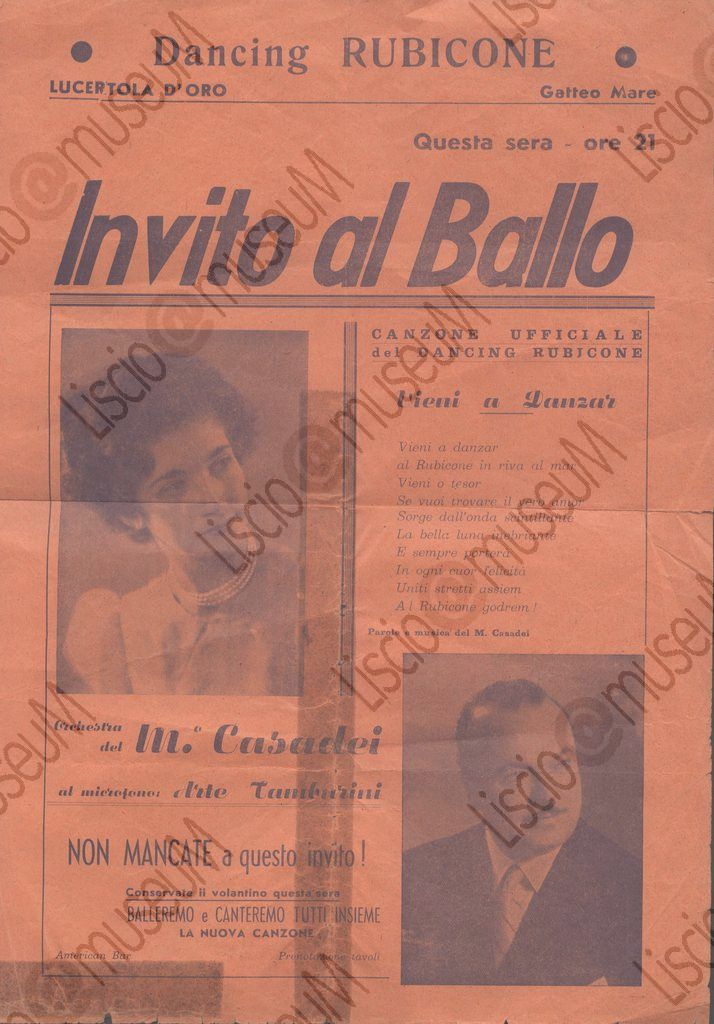 Dancing RUBICONE
LUCERTOLA D'ORO
Gatteo Mare
Questa sera - ore 21
Invito al Ballo
CANZONE UFFICIALE
del DANCING RUBICONE
Vieni a Danzar
Vieni a danzar
al Rubicone in riva al mar
Vieni o tesor
Se vuoi trovare il vero amor
Sorge dall'onda scintillante
La bella luna inebriante
E sempre porterà
In ogni cuor felicità
Uniti stretti assiem
Al Rubicone godrem!
Parole e musica del M. Casadei
Orchestra
del M.o Casadei
al microfono: Arte Tamburini
NON MANCATE a questo invito!
Conservate il volantino questa sera
BALLEREMO e CANTEREMO TUTTI INSIEME
LA NUOVA CANZONE
American Bar
Prenotazione tavoli
Liscio@museuM